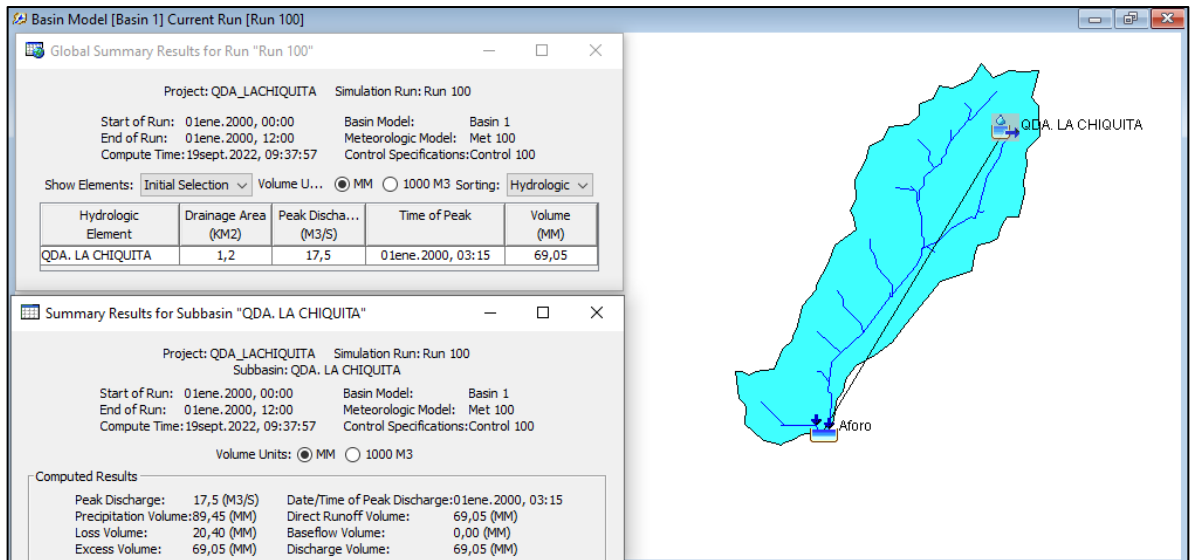 Basin Model [Basin 1] Current Run [Run 100]
Global Summary Results for Run "Run 100"
Project: QDA_LACHIQUITA Simulation Run: Run 100
Start of Run: 01ene.2000, 00:00 Basin Model: Basin 1
End of Run: 01ene.2000, 12:00 Meteorologic Model: Met 100
Compute Time:19sept.2022, 09:37:57 Control Specifications:Control 100
Show Elements: Initial Selection Volume U... MM 1000 M3 Sorting: Hydrologic
Hydrologic Element Drainage Area (KM2) Peak Discha... (M3/S) Time of Peak Volume (MM)
QDA. LA CHIQUITA 1,2 17,5 01ene.2000, 03:15 69,05
Summary Results for Subbasin "QDA. LA CHIQUITA"
Project: QDA_LACHIQUITA Simulation Run: Run 100
Subbasin: QDA. LA CHIQUITA
Start of Run: 01ene.2000, 00:00 Basin Model: Basin 1
End of Run: 01ene.2000, 12:00 Meteorologic Model: Met 100
Compute Time:19sept.2022, 09:37:57 Control Specifications:Control 100
Volume Units: MM 1000 M3
Computed Results
Peak Discharge: 17,5 (M3/S) Date/Time of Peak Discharge:01ene.2000, 03:15
Precipitation Volume:89,45 (MM) Direct Runoff Volume: 69,05 (MM)
Loss Volume: 20,40 (MM) Baseflow Volume: 0,00 (MM)
Excess Volume: 69,05 (MM) Discharge Volume: 69,05 (MM)
QDA. LA CHIQUITA
Aforo